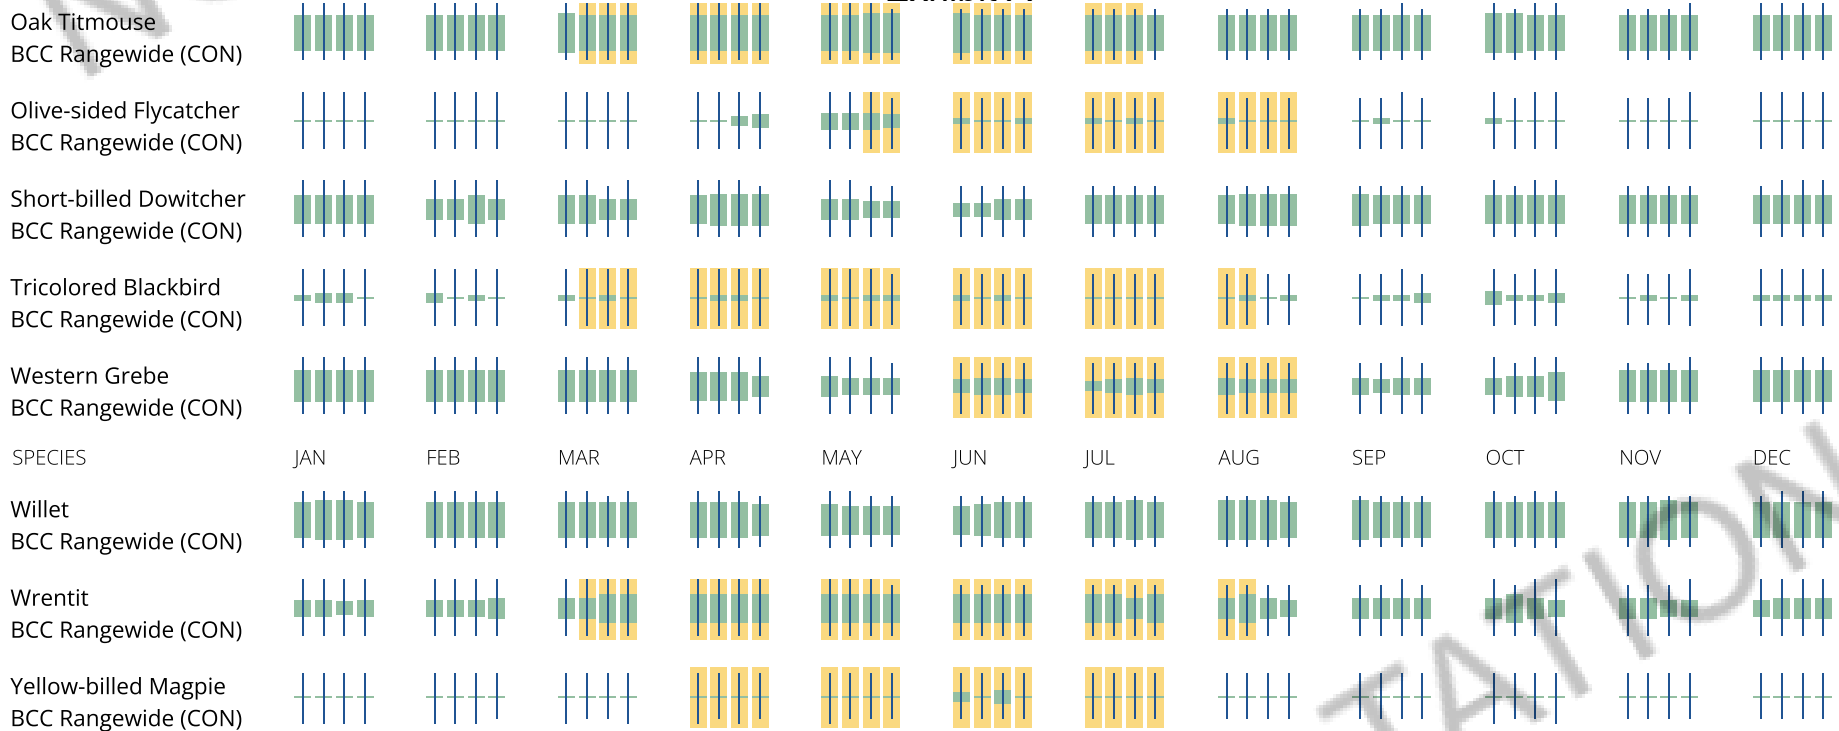 Oak Titmouse
BCC Rangewide (CON)
Olive-sided Flycatcher
BCC Rangewide (CON)
Short-billed Dowitcher
BCC Rangewide (CON)
Tricolored Blackbird
BCC Rangewide (CON)
Western Grebe
BCC Rangewide (CON)
SPECIES JAN FEB MAR APR MAY JUN JUL AUG SEP OCT NOV DEC
Willet
BCC Rangewide (CON)
Wrentit
BCC Rangewide (CON)
Yellow-billed Magpie
BCC Rangewide (CON)
TATION